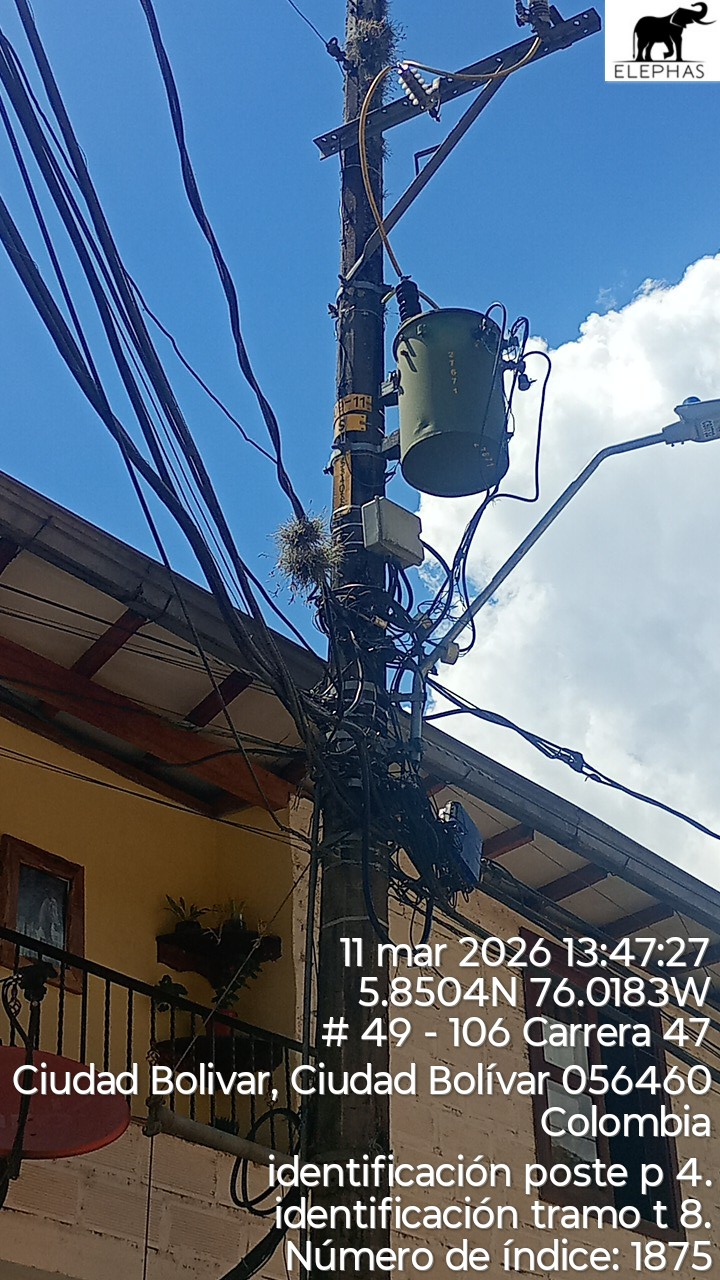 ELEPHAS
27671
11 mar 2026 13:47:27
5.8504N 76.0183W
# 49 - 106 Carrera 47
Ciudad Bolivar, Ciudad Bolívar 056460
Colombia
identificación poste p 4.
identificación tramo t 8.
Número de índice: 1875